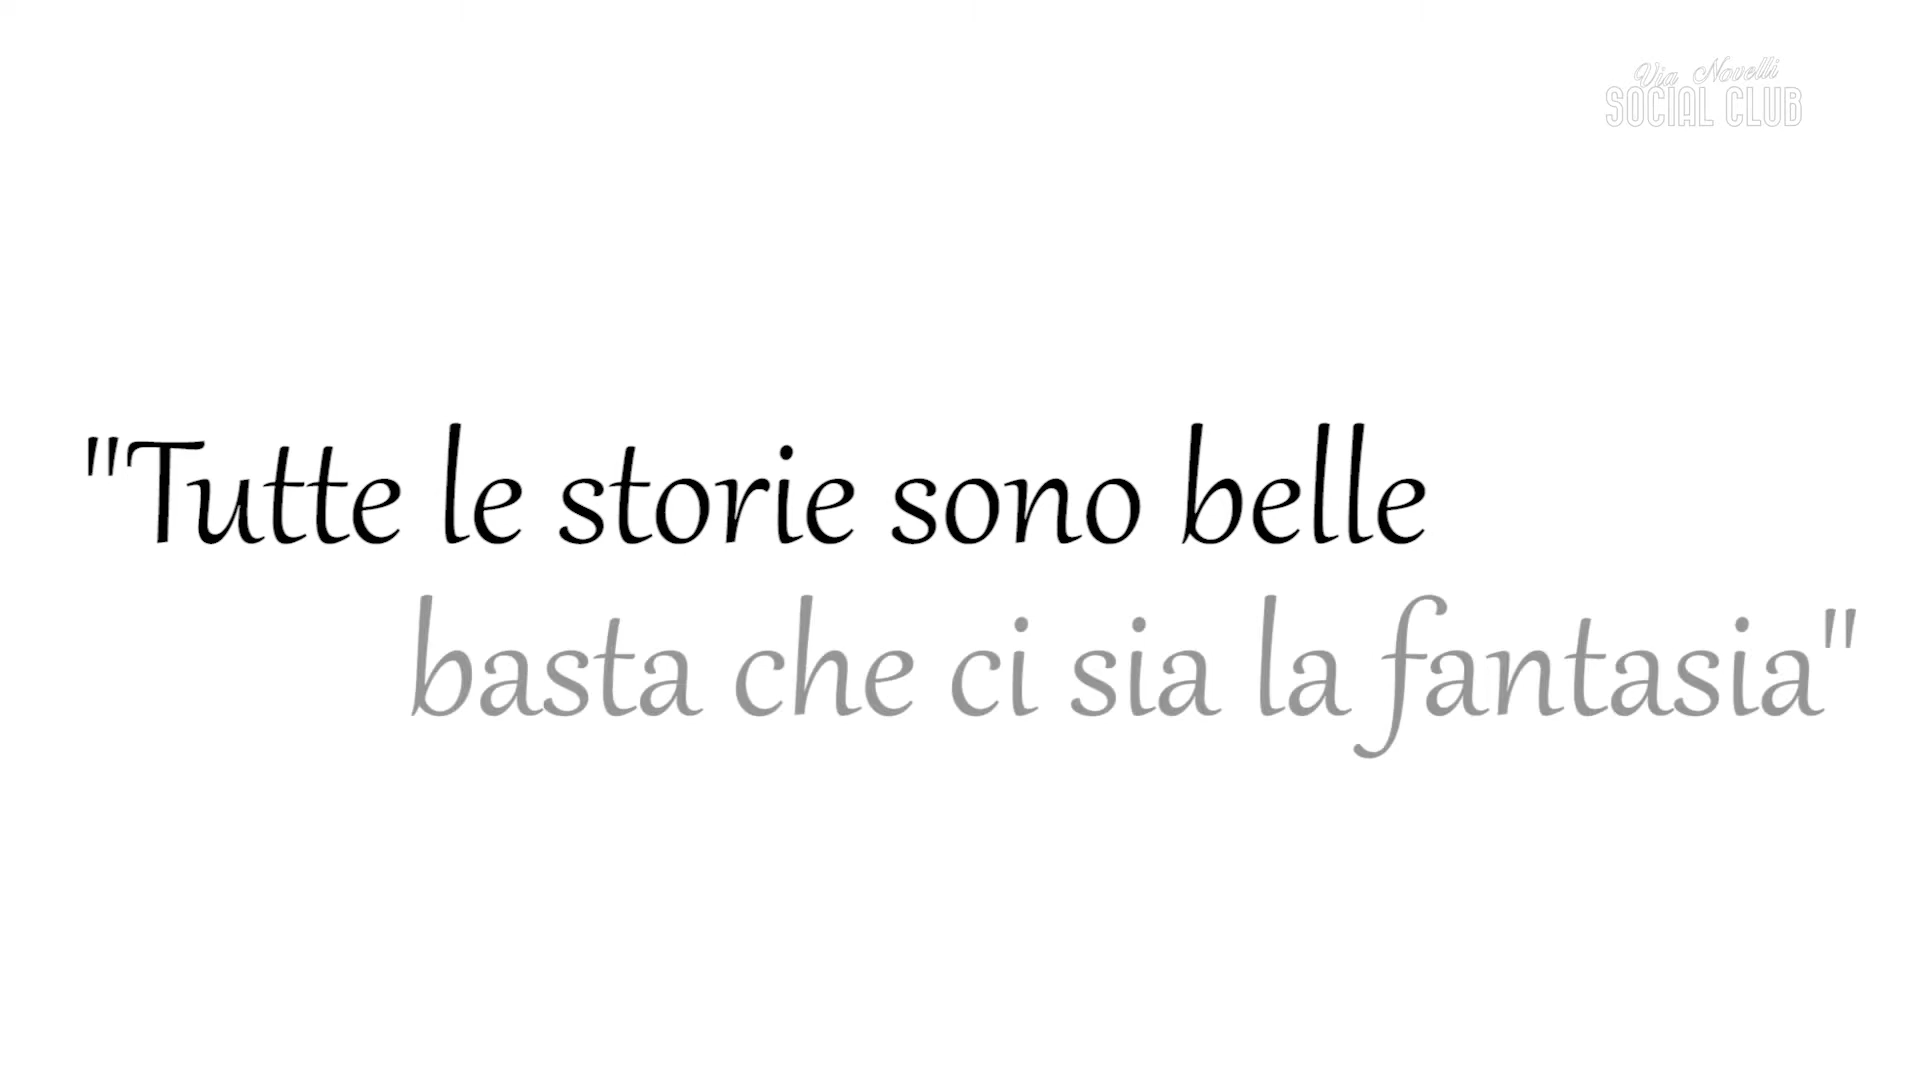 Via Novelli
SOCIAL CLUB
"Tutte le storie sono belle
basta che ci sia la fantasia"